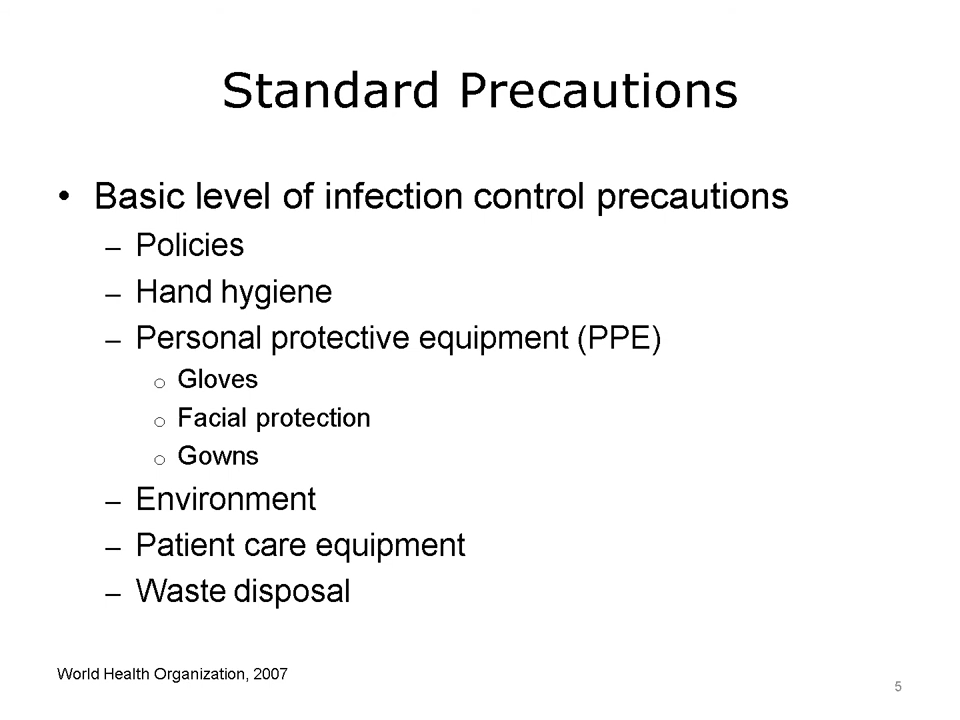 Standard Precautions
• Basic level of infection control precautions
– Policies
– Hand hygiene
– Personal protective equipment (PPE)
o Gloves
o Facial protection
o Gowns
– Environment
– Patient care equipment
– Waste disposal
World Health Organization, 2007
5